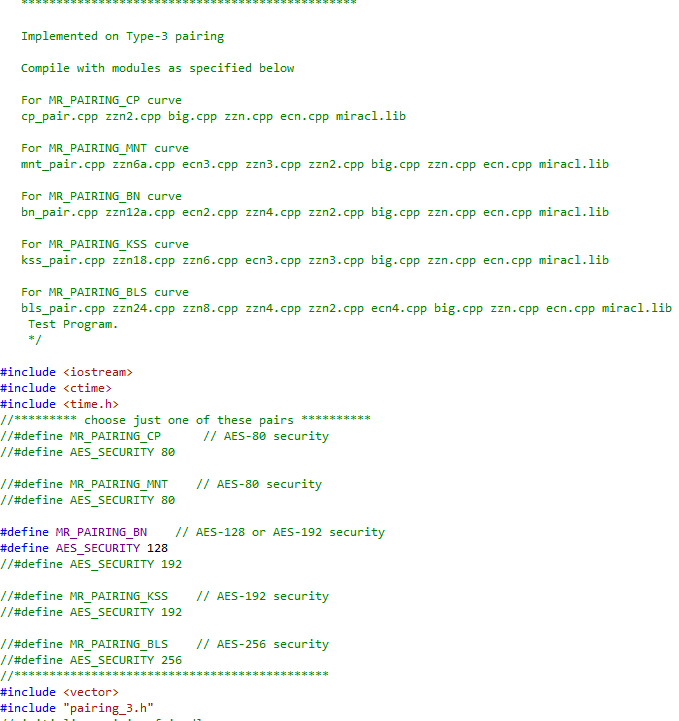 ************************************************
Implemented on Type-3 pairing
Compile with modules as specified below
For MR_PAIRING_CP curve
cp_pair.cpp zzn2.cpp big.cpp zzn.cpp ecn.cpp miracl.lib
For MR_PAIRING_MNT curve
mnt_pair.cpp zzn6a.cpp ecn3.cpp zzn3.cpp zzn2.cpp big.cpp zzn.cpp ecn.cpp miracl.lib
For MR_PAIRING_BN curve
bn_pair.cpp zzn12a.cpp ecn2.cpp zzn4.cpp zzn2.cpp big.cpp zzn.cpp ecn.cpp miracl.lib
For MR_PAIRING_KSS curve
kss_pair.cpp zzn18.cpp zzn6.cpp ecn3.cpp zzn3.cpp big.cpp zzn.cpp ecn.cpp miracl.lib
For MR_PAIRING_BLS curve
bls_pair.cpp zzn24.cpp zzn8.cpp zzn4.cpp zzn2.cpp ecn4.cpp big.cpp zzn.cpp ecn.cpp miracl.lib
Test Program.
*/
#include <iostream>
#include <ctime>
#include <time.h>
//********* choose just one of these pairs **********
//#define MR_PAIRING_CP      // AES-80 security
//#define AES_SECURITY 80
//#define MR_PAIRING_MNT    // AES-80 security
//#define AES_SECURITY 80
#define MR_PAIRING_BN    // AES-128 or AES-192 security
#define AES_SECURITY 128
//#define AES_SECURITY 192
//#define MR_PAIRING_KSS    // AES-192 security
//#define AES_SECURITY 192
//#define MR_PAIRING_BLS    // AES-256 security
//#define AES_SECURITY 256
//*********************************************
#include <vector>
#include "pairing_3.h"